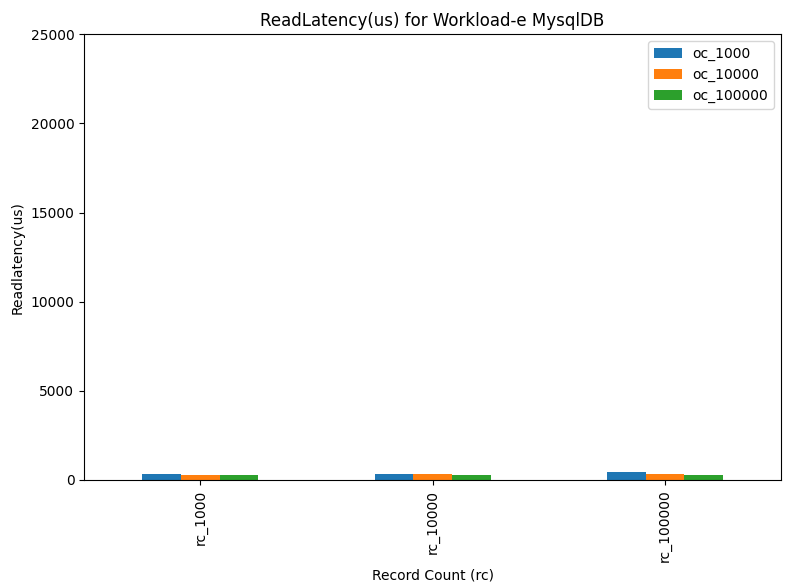 ReadLatency(us) for Workload-e MysqlDB
25000
20000
15000
10000
5000
0
Readlatency(us)
oc_1000
oc_10000
oc_100000
rc_1000
rc_10000
rc_100000
Record Count (rc)